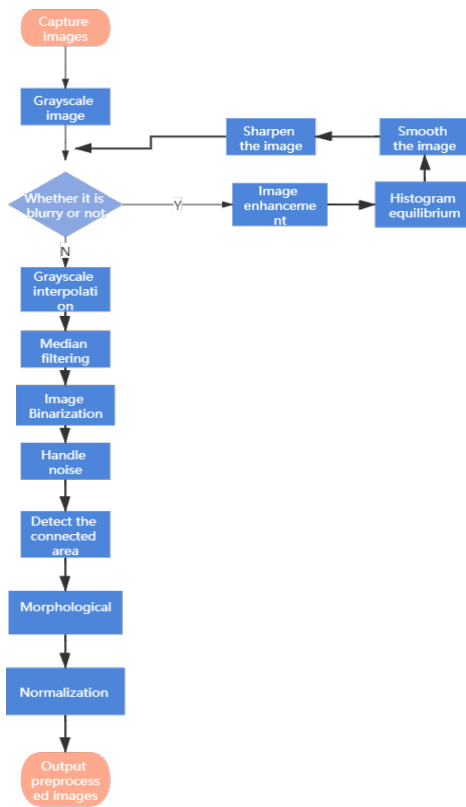 Capture
images
Grayscale
image
Sharpen
the image
Smooth
the image
Whether it is
blurry or not
Y
Image
enhanceme
nt
Histogram
equilibrium
N
Grayscale
interpolati
on
Median
filtering
Image
Binarization
Handle
noise
Detect the
connected
area
Morphological
Normalization
Output
preprocess
ed images